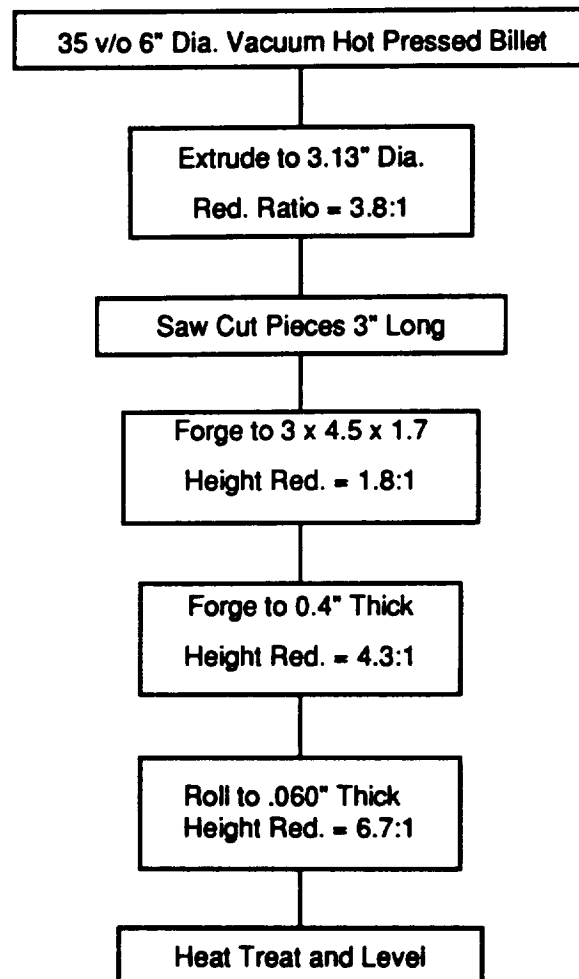 35 v/o 6" Dia. Vacuum Hot Pressed Billet
Extrude to 3.13" Dia.
Red. Ratio = 3.8:1
Saw Cut Pieces 3" Long
Forge to 3 x 4.5 x 1.7
Height Red. = 1.8:1
Forge to 0.4" Thick
Height Red. = 4.3:1
Roll to .060" Thick
Height Red. = 6.7:1
Heat Treat and Level